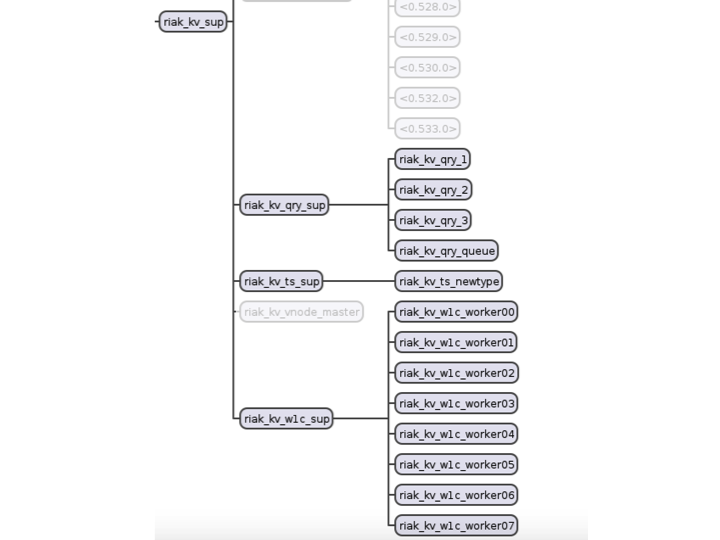 <0.528.0>
riak_kv_sup
<0.529.0>
<0.530.0>
<0.532.0>
<0.533.0>
riak_kv_qry_1
riak_kv_qry_2
riak_kv_qry_sup
riak_kv_qry_3
riak_kv_qry_queue
riak_kv_ts_sup
riak_kv_ts_newtype
riak_kv_vnode_master
riak_kv_w1c_worker00
riak_kv_w1c_worker01
riak_kv_w1c_worker02
riak_kv_w1c_worker03
riak_kv_w1c_sup
riak_kv_w1c_worker04
riak_kv_w1c_worker05
riak_kv_w1c_worker06
riak_kv_w1c_worker07